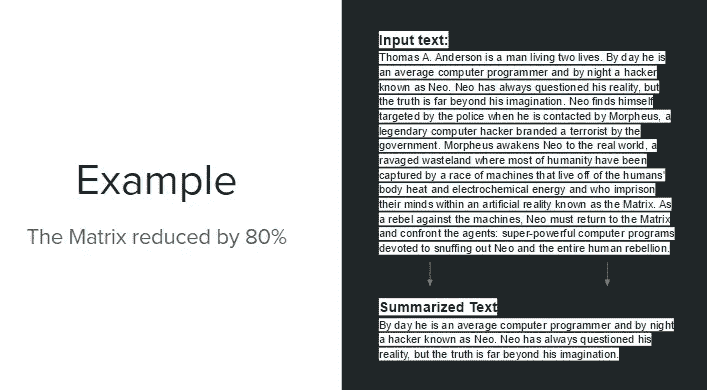 Example
The Matrix reduced by 80%
Input text:
Thomas A. Anderson is a man living two lives. By day he is
an average computer programmer and by night a hacker
known as Neo. Neo has always questioned his reality, but
the truth is far beyond his imagination. Neo finds himself
targeted by the police when he is contacted by Morpheus, a
legendary computer hacker branded a terrorist by the
government. Morpheus awakens Neo to the real world, a
ravaged wasteland where most of humanity have been
captured by a race of machines that live off of the humans'
body heat and electrochemical energy and who imprison
their minds within an artificial reality known as the Matrix. As
a rebel against the machines, Neo must return to the Matrix
and confront the agents: super-powerful computer programs
devoted to snuffing out Neo and the entire human rebellion.
Summarized Text
By day he is an average computer programmer and by night
a hacker known as Neo. Neo has always questioned his
reality, but the truth is far beyond his imagination.